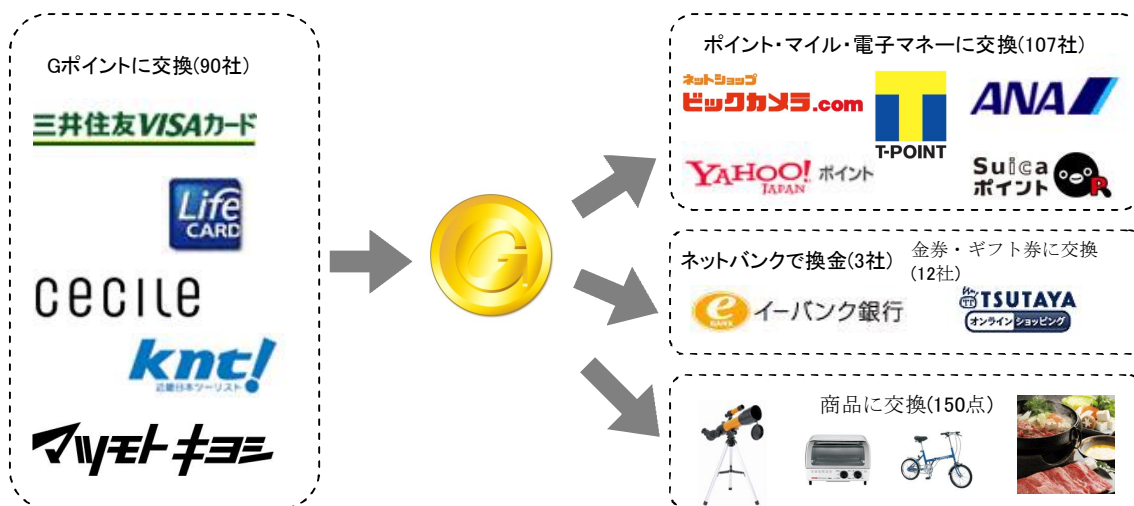 Gポイントに交換(90社)
三井住友VISAカード
Life
CARD
cecile
knt!
近畿日本ツーリスト
マツモトキヨシ
G
ポイント・マイル・電子マネーに交換(107社)
ネットショップ
ビックカメラ.com
T
T-POINT
ANA
YAHOO! ポイント
JAPAN
Suica
ポイント
R
ネットバンクで換金(3社)
金券・ギフト券に交換
(12社)
e
BANK
イーバンク銀行
TSUTAYA
オンライン ショッピング
商品に交換(150点)